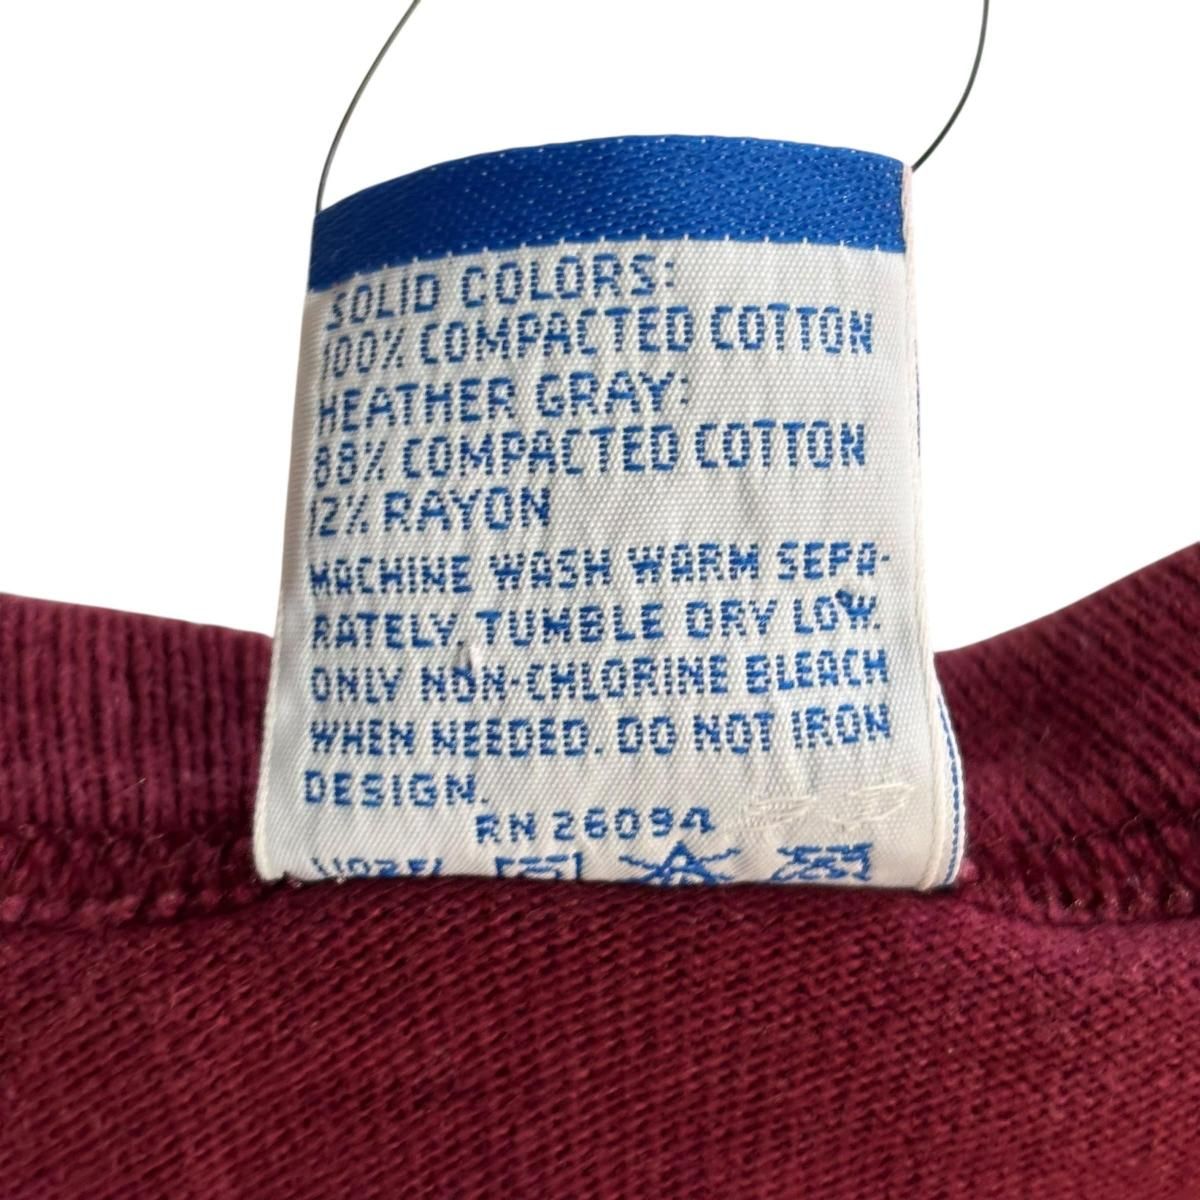 SOLID COLORS:
100% COMPACTED COTTON
HEATHER GRAY:
88% COMPACTED COTTON
12% RAYON
MACHINE WASH WARM SEPA-
RATELY, TUMBLE DRY LOW.
ONLY NON-CHLORINE BLEACH
WHEN NEEDED. DO NOT IRON
DESIGN.
RN 26094